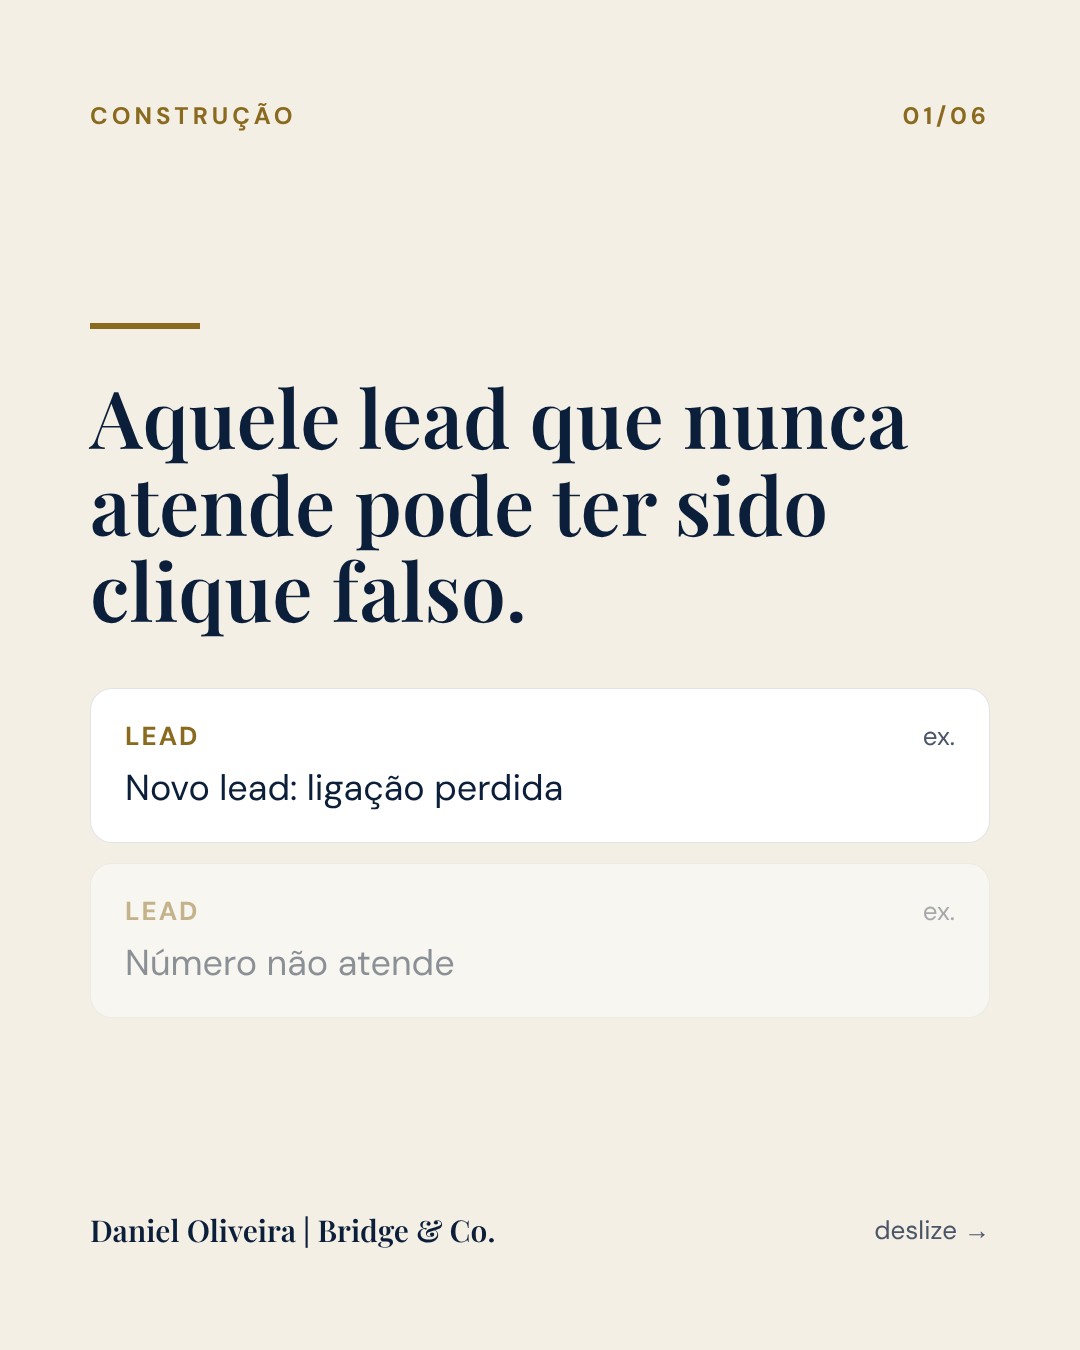 CONSTRUÇÃO 01/06
Aquele lead que nunca
atende pode ter sido
clique falso.
LEAD ex.
Novo lead: ligação perdida
LEAD ex.
Número não atende
Daniel Oliveira | Bridge & Co. deslize →